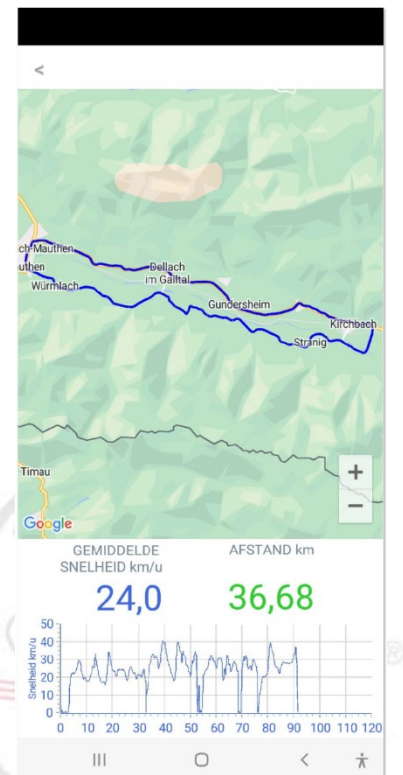 <
ch-Mauthen
uthen
Würmlach
Dellach
im Gailtal
Gundersheim
Kirchbach
Stranig
Timau
+
−
Google
GEMIDDELDE
SNELHEID km/u
AFSTAND km
24,0
36,68
Snelheid km/u
50
40
30
20
10
0
0 10 20 30 40 50 60 70 80 90 100 110 120